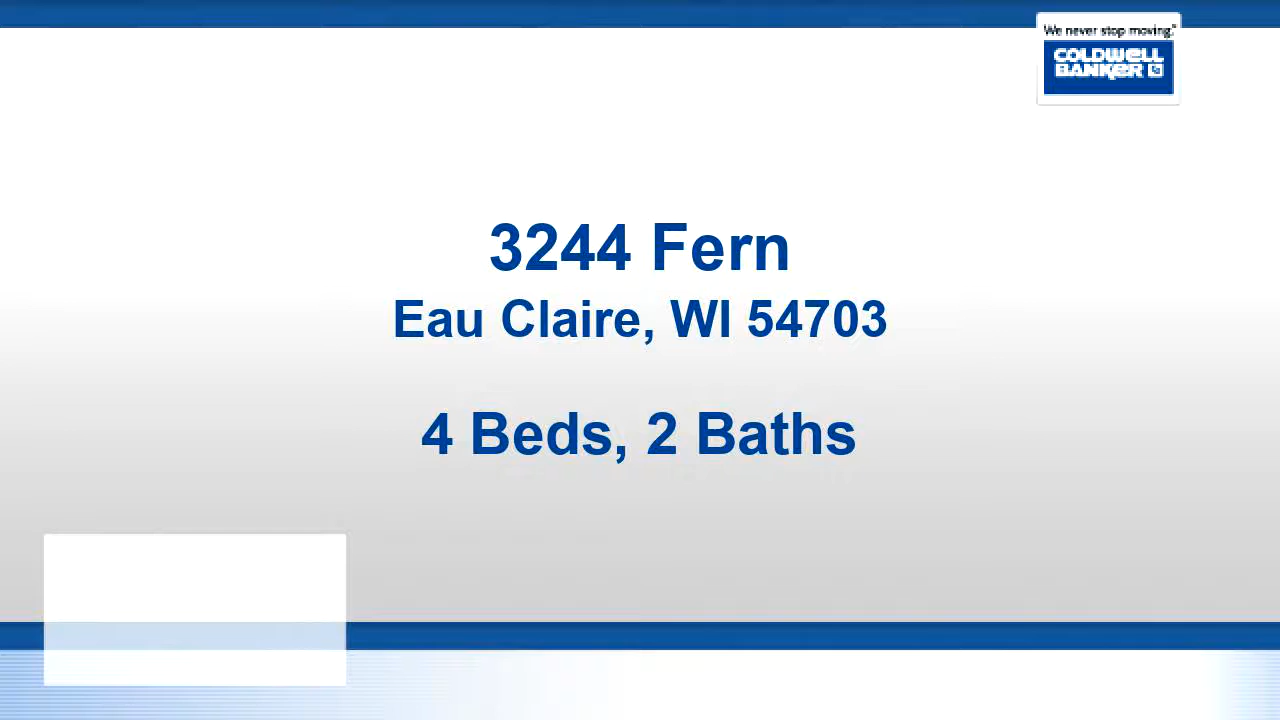 We never stop moving.®
COLDWELL
BANKER
3244 Fern
Eau Claire, WI 54703
4 Beds, 2 Baths